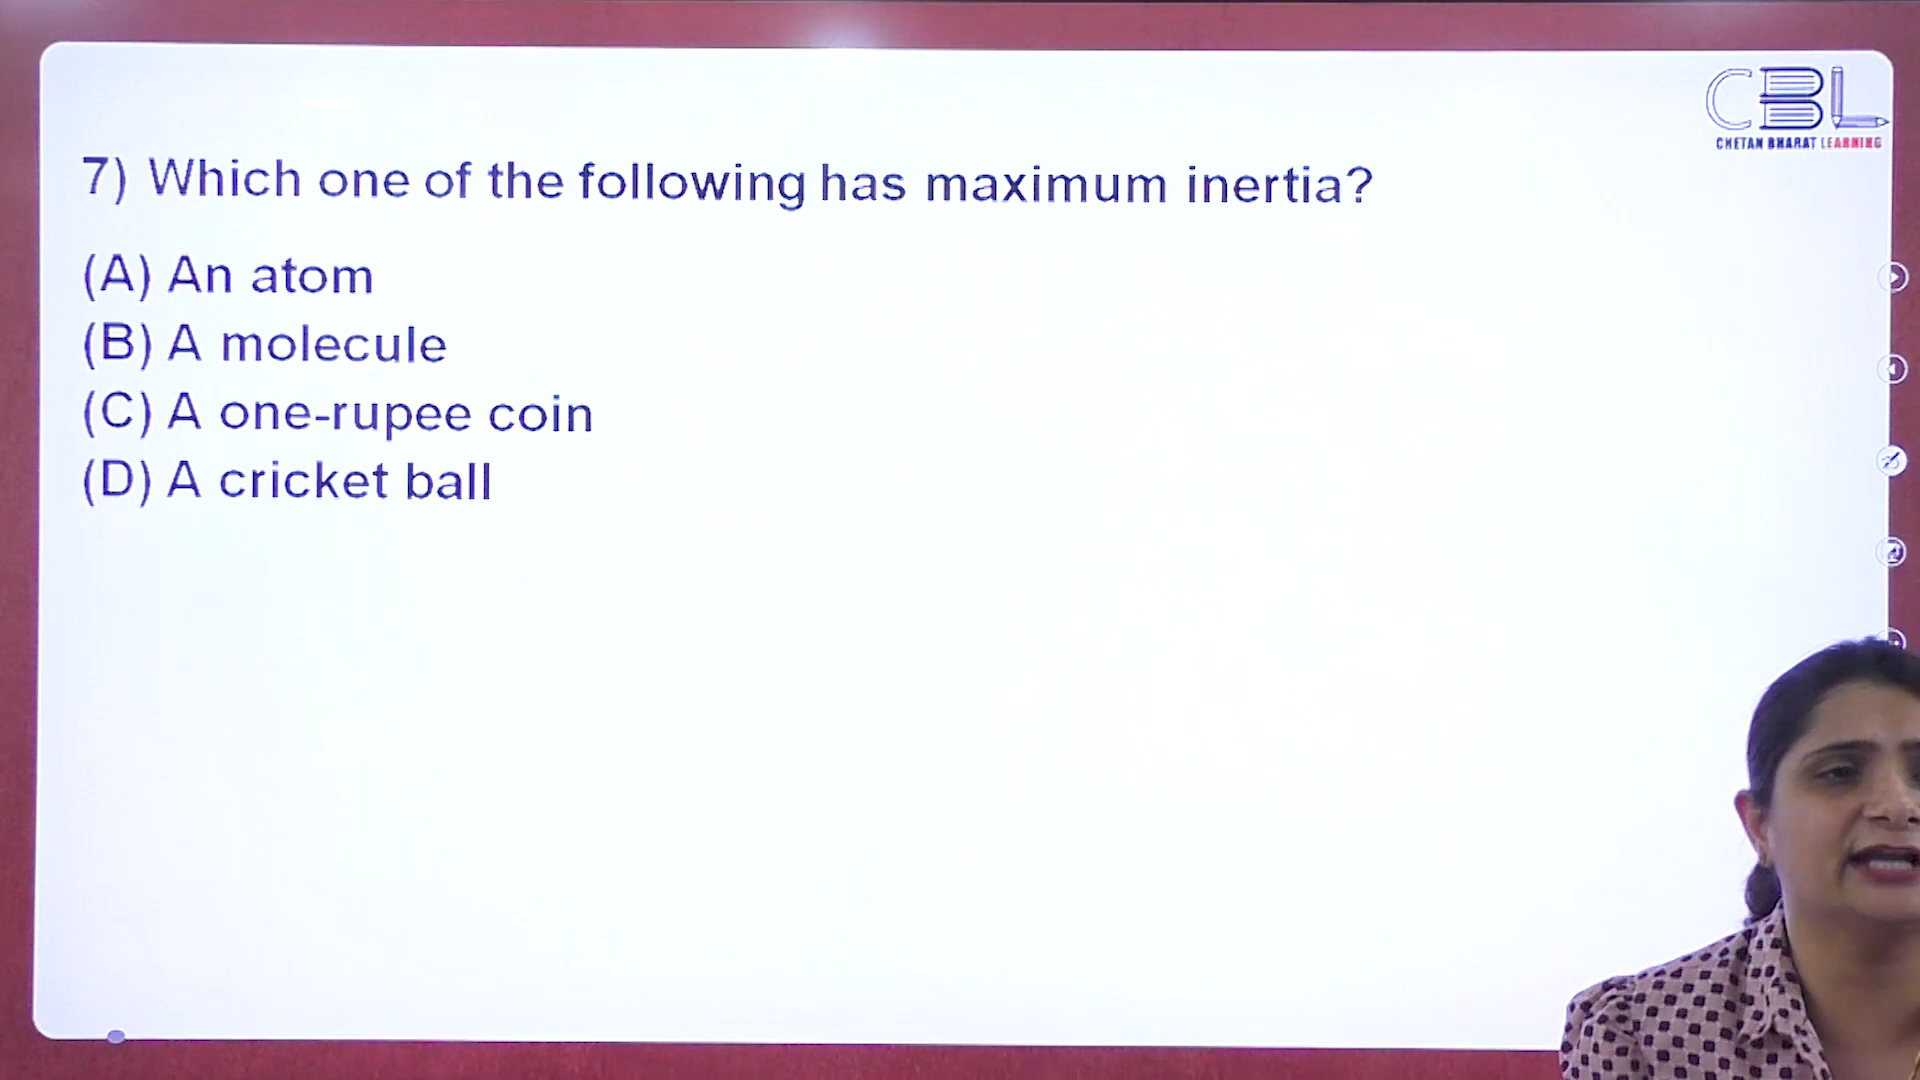 CBL
CHETAN BHARAT LEARNING
7) Which one of the following has maximum inertia?
(A) An atom
(B) A molecule
(C) A one-rupee coin
(D) A cricket ball